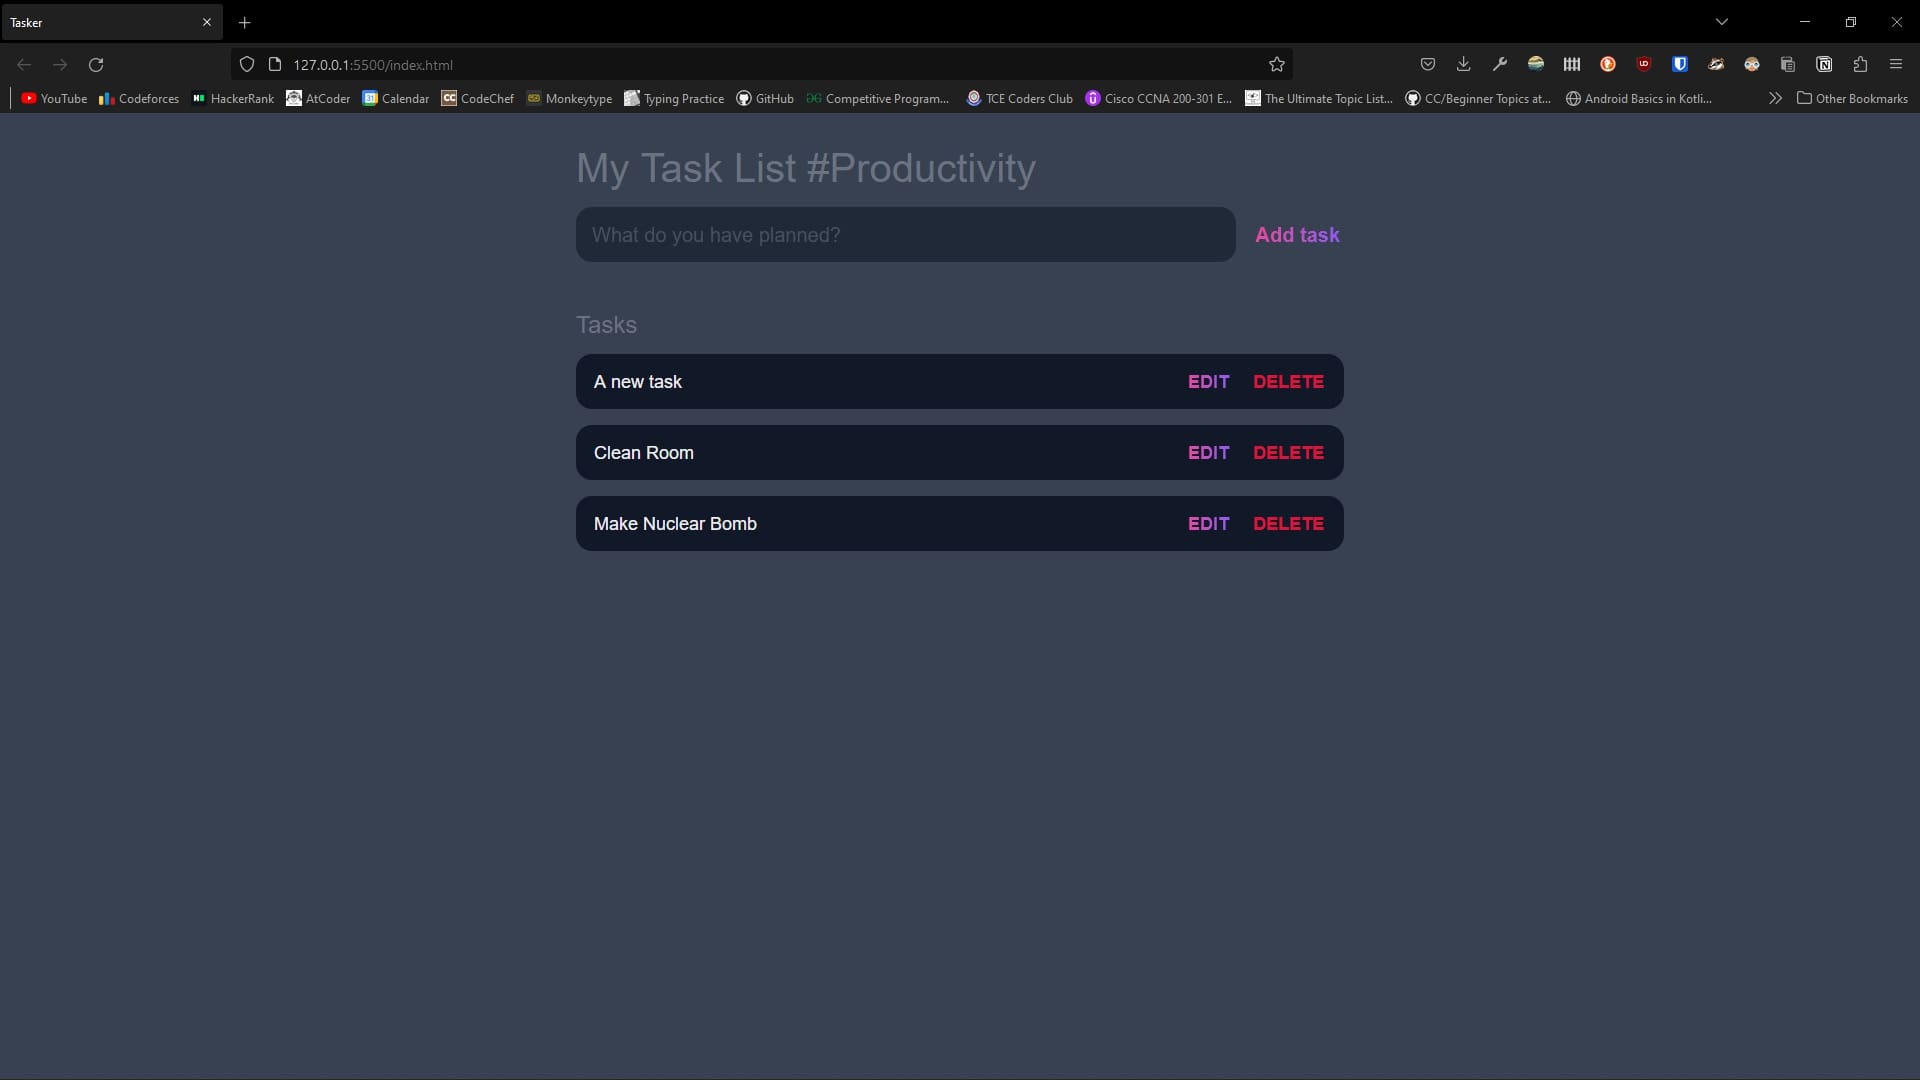 Tasker
127.0.0.1:5500/index.html
YouTube Codeforces HackerRank AtCoder Calendar CodeChef Monkeytype Typing Practice GitHub Competitive Program... TCE Coders Club Cisco CCNA 200-301 E... The Ultimate Topic List... CC/Beginner Topics at... Android Basics in Kotli... Other Bookmarks
My Task List #Productivity
What do you have planned? Add task
Tasks
A new task EDIT DELETE
Clean Room EDIT DELETE
Make Nuclear Bomb EDIT DELETE